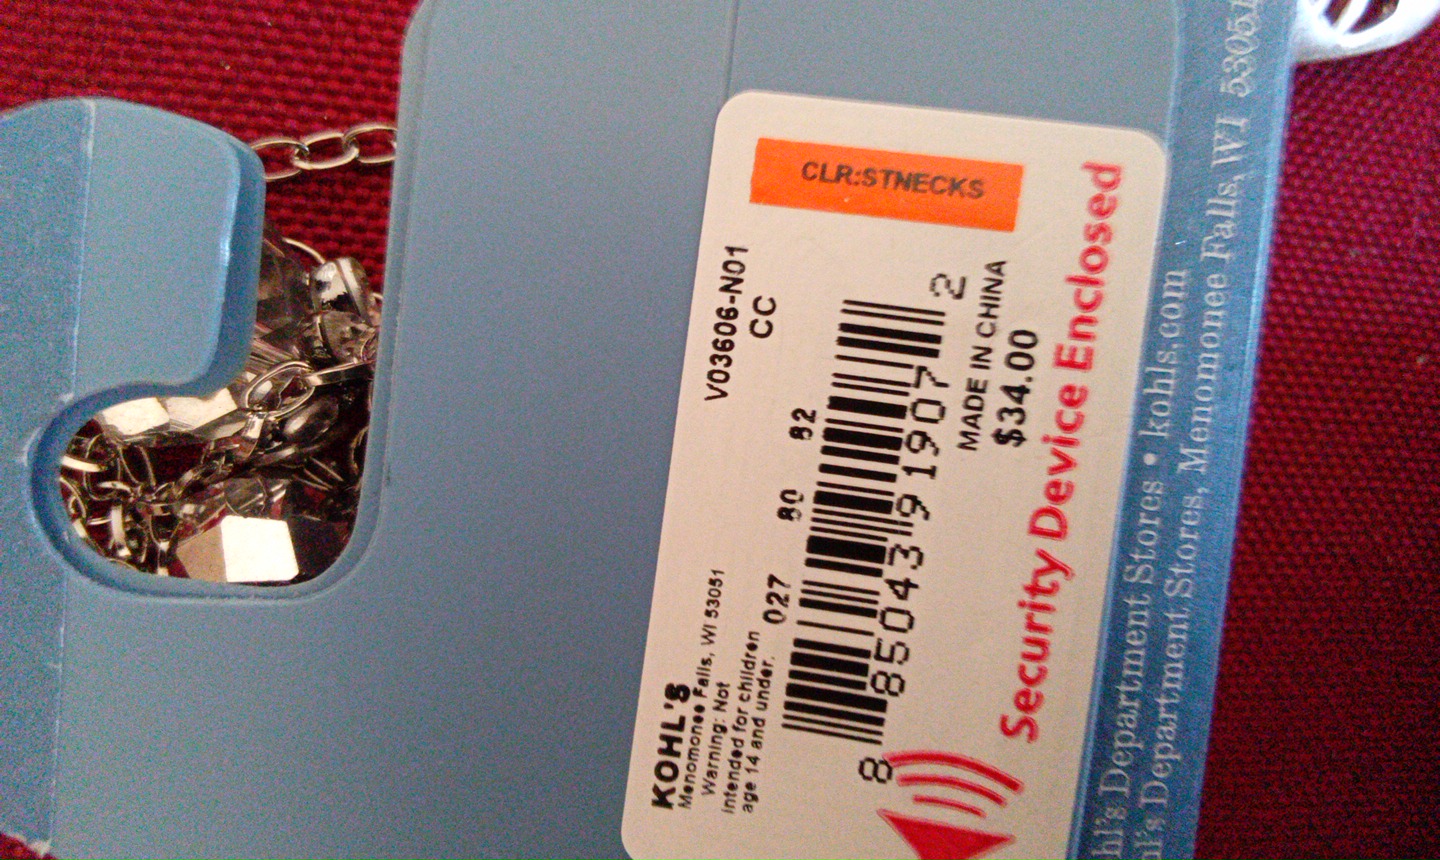 CLR:STNECKS
V03606-N01
CC
KOHL'S
Menomonee Falls, WI 53051
Warning: Not
intended for children
age 14 and under.
027 80 82
8 85043 91907 2
MADE IN CHINA
$34.00
Security Device Enclosed
hl's Department Stores • kohls.com
hl's Department Stores, Menomonee Falls, WI 53051